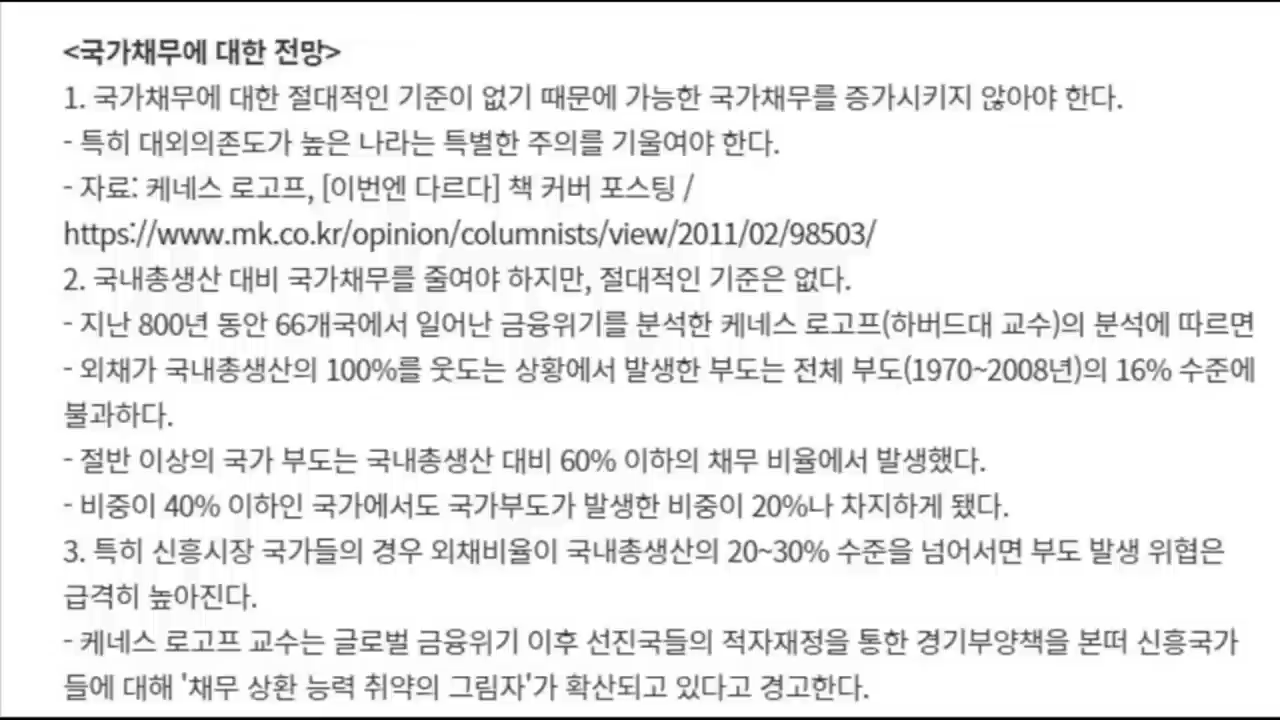 <국가채무에 대한 전망>
1. 국가채무에 대한 절대적인 기준이 없기 때문에 가능한 국가채무를 증가시키지 않아야 한다.
- 특히 대외의존도가 높은 나라는 특별한 주의를 기울여야 한다.
- 자료: 케네스 로고프, [이번엔 다르다] 책 커버 포스팅 /
https://www.mk.co.kr/opinion/columnists/view/2011/02/98503/
2. 국내총생산 대비 국가채무를 줄여야 하지만, 절대적인 기준은 없다.
- 지난 800년 동안 66개국에서 일어난 금융위기를 분석한 케네스 로고프(하버드대 교수)의 분석에 따르면
- 외채가 국내총생산의 100%를 웃도는 상황에서 발생한 부도는 전체 부도(1970~2008년)의 16% 수준에
불과하다.
- 절반 이상의 국가 부도는 국내총생산 대비 60% 이하의 채무 비율에서 발생했다.
- 비중이 40% 이하인 국가에서도 국가부도가 발생한 비중이 20%나 차지하게 됐다.
3. 특히 신흥시장 국가들의 경우 외채비율이 국내총생산의 20~30% 수준을 넘어서면 부도 발생 위협은
급격히 높아진다.
- 케네스 로고프 교수는 글로벌 금융위기 이후 선진국들의 적자재정을 통한 경기부양책을 본떠 신흥국가
들에 대해 '채무 상환 능력 취약의 그림자'가 확산되고 있다고 경고한다.